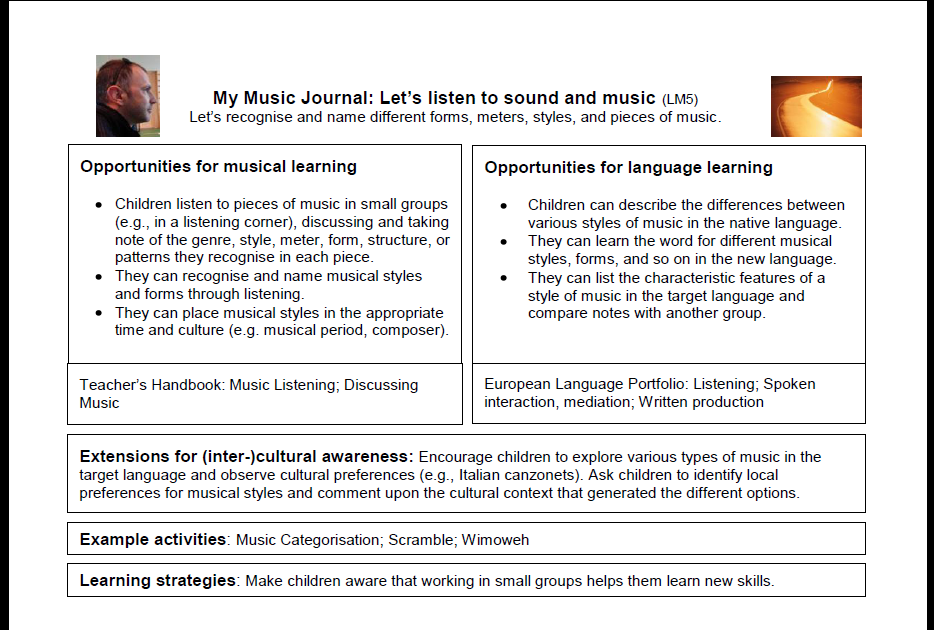 My Music Journal: Let's listen to sound and music (LM5)
Let's recognise and name different forms, meters, styles, and pieces of music.
Opportunities for musical learning
• Children listen to pieces of music in small groups
(e.g., in a listening corner), discussing and taking
note of the genre, style, meter, form, structure, or
patterns they recognise in each piece.
• They can recognise and name musical styles
and forms through listening.
• They can place musical styles in the appropriate
time and culture (e.g. musical period, composer).
Teacher's Handbook: Music Listening; Discussing
Music
Opportunities for language learning
• Children can describe the differences between
various styles of music in the native language.
• They can learn the word for different musical
styles, forms, and so on in the new language.
• They can list the characteristic features of a
style of music in the target language and
compare notes with another group.
European Language Portfolio: Listening; Spoken
interaction, mediation; Written production
Extensions for (inter-)cultural awareness: Encourage children to explore various types of music in the
target language and observe cultural preferences (e.g., Italian canzonets). Ask children to identify local
preferences for musical styles and comment upon the cultural context that generated the different options.
Example activities: Music Categorisation; Scramble; Wimoweh
Learning strategies: Make children aware that working in small groups helps them learn new skills.